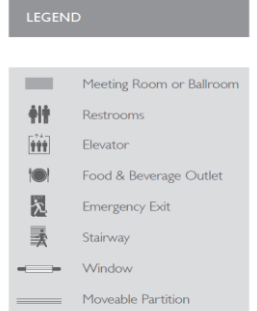 LEGEND
Meeting Room or Ballroom
Restrooms
Elevator
Food & Beverage Outlet
Emergency Exit
Stairway
Window
Moveable Partition